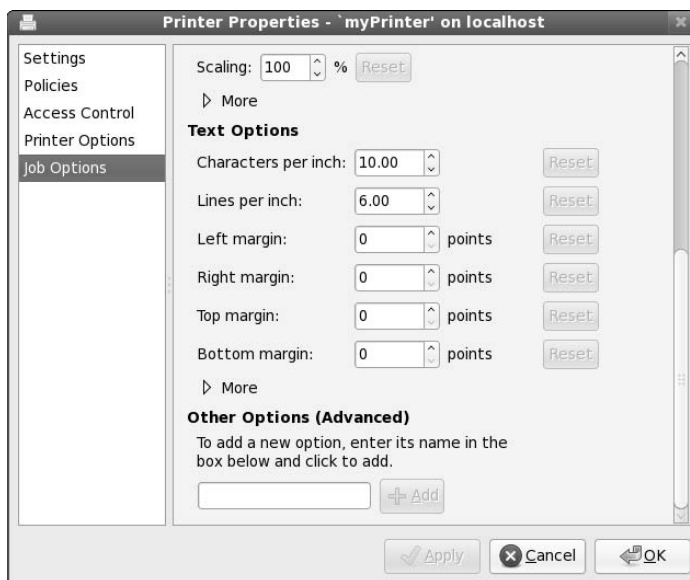 Printer Properties - `myPrinter' on localhost
Settings
Policies
Access Control
Printer Options
Job Options
Scaling: 100 % Reset
More
Text Options
Characters per inch: 10.00 Reset
Lines per inch: 6.00 Reset
Left margin: 0 points Reset
Right margin: 0 points Reset
Top margin: 0 points Reset
Bottom margin: 0 points Reset
More
Other Options (Advanced)
To add a new option, enter its name in the
box below and click to add.
Add
Apply Cancel OK